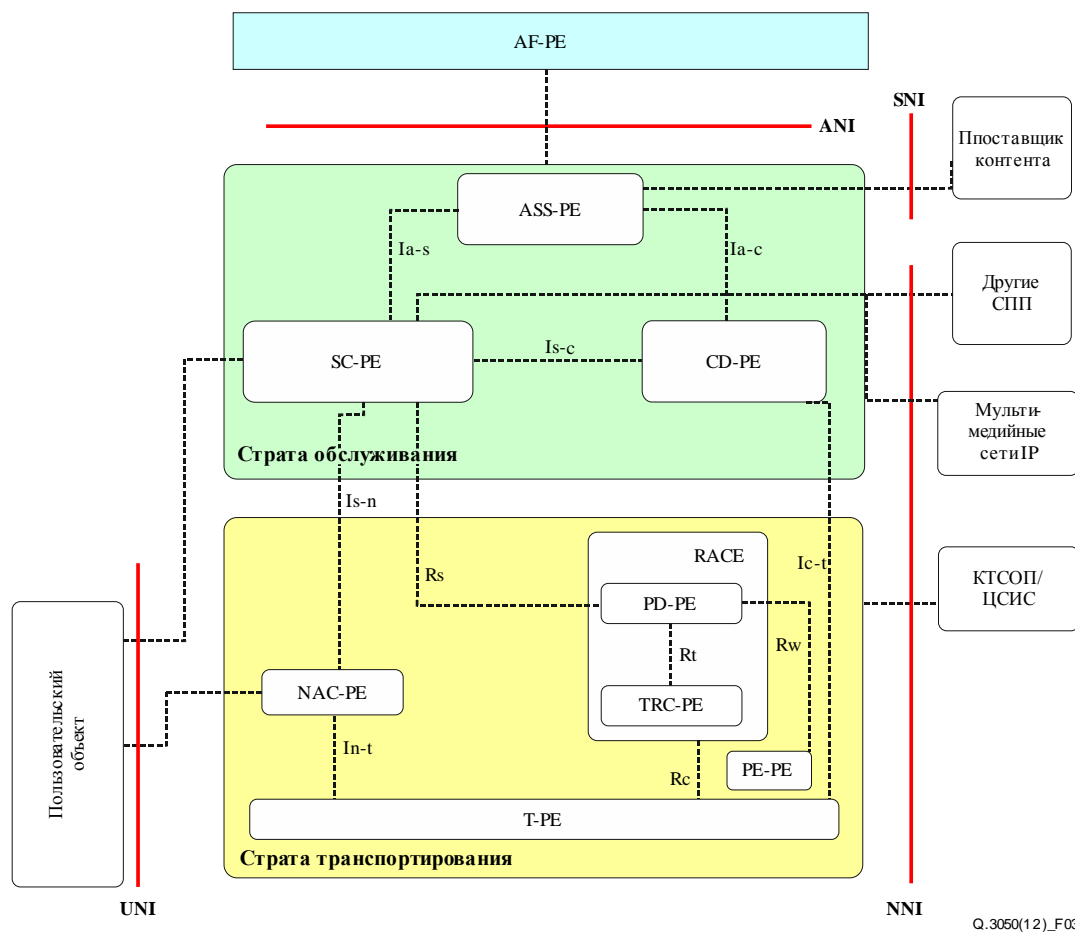 AF-PE
SNI
ANI
Ппоставщик
контента
ASS-PE
Ia-s
Ia-c
Другие
СПП
SC-PE
Is-c
CD-PE
Мульти-
медийные
сети IP
Страта обслуживания
Is-n
RACE
Ic-t
Rs
PD-PE
КТСОП/
ЦСИС
Rt
Rw
NAC-PE
TRC-PE
Пользовательский
объект
In-t
Rc
PE-PE
T-PE
Страта транспортирования
UNI
NNI
Q.3050(12)_F03